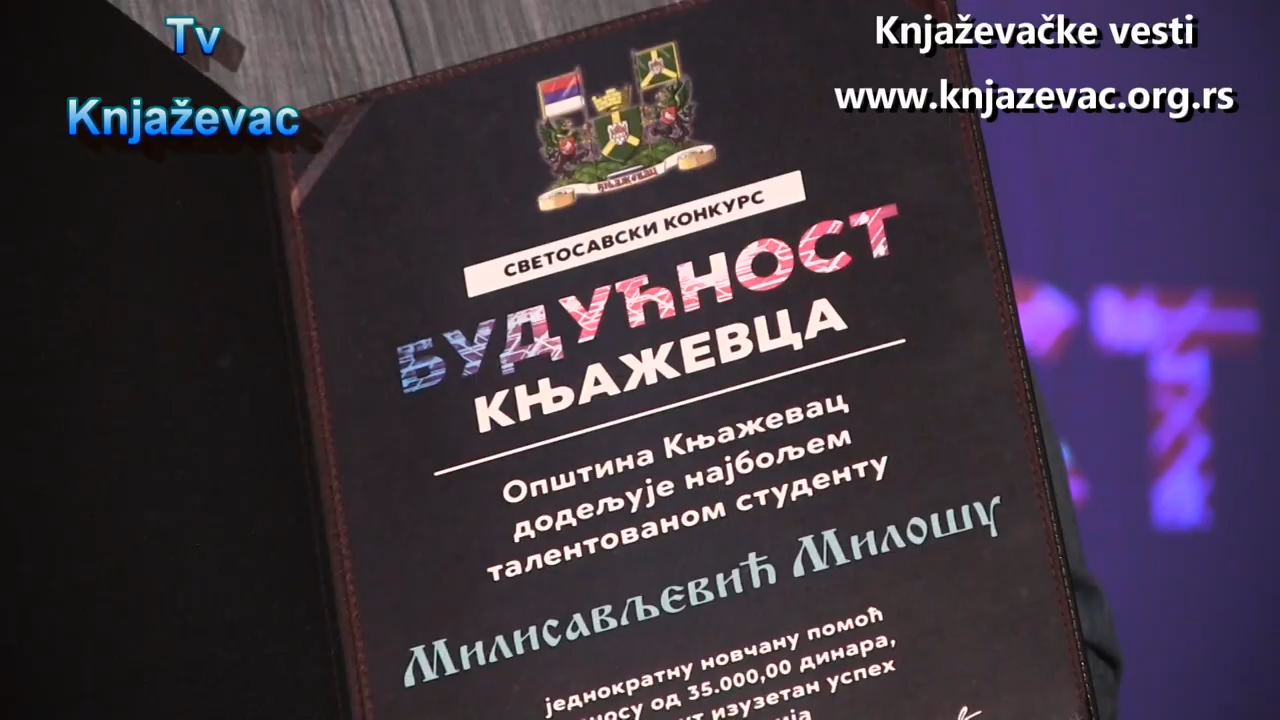 Tv
Knjaževac
Knjaževačke vesti
www.knjazevac.org.rs
Књажевац
СВЕТОСАВСКИ КОНКУРС
БУДУЋНОСТ
КЊАЖЕВЦА
Општина Књажевац
додељује најбољем
талентованом студенту
Милисављевић Милошу
једнократну новчану помоћ
од 35.000,00 динара,
изузетан успех